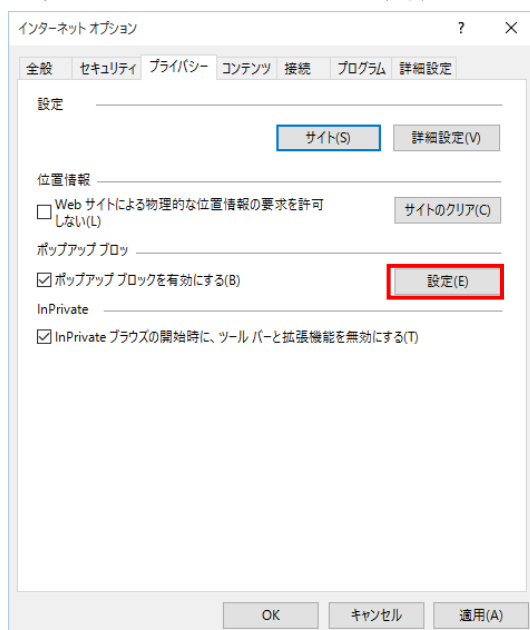 インターネット オプション ? ×
全般 セキュリティ プライバシー コンテンツ 接続 プログラム 詳細設定
設定
サイト(S) 詳細設定(V)
位置情報
Web サイトによる物理的な位置情報の要求を許可
しない(L)
サイトのクリア(C)
ポップアップ ブロッ
ポップアップ ブロックを有効にする(B) 設定(E)
InPrivate
InPrivate ブラウズの開始時に、ツール バーと拡張機能を無効にする(T)
OK キャンセル 適用(A)